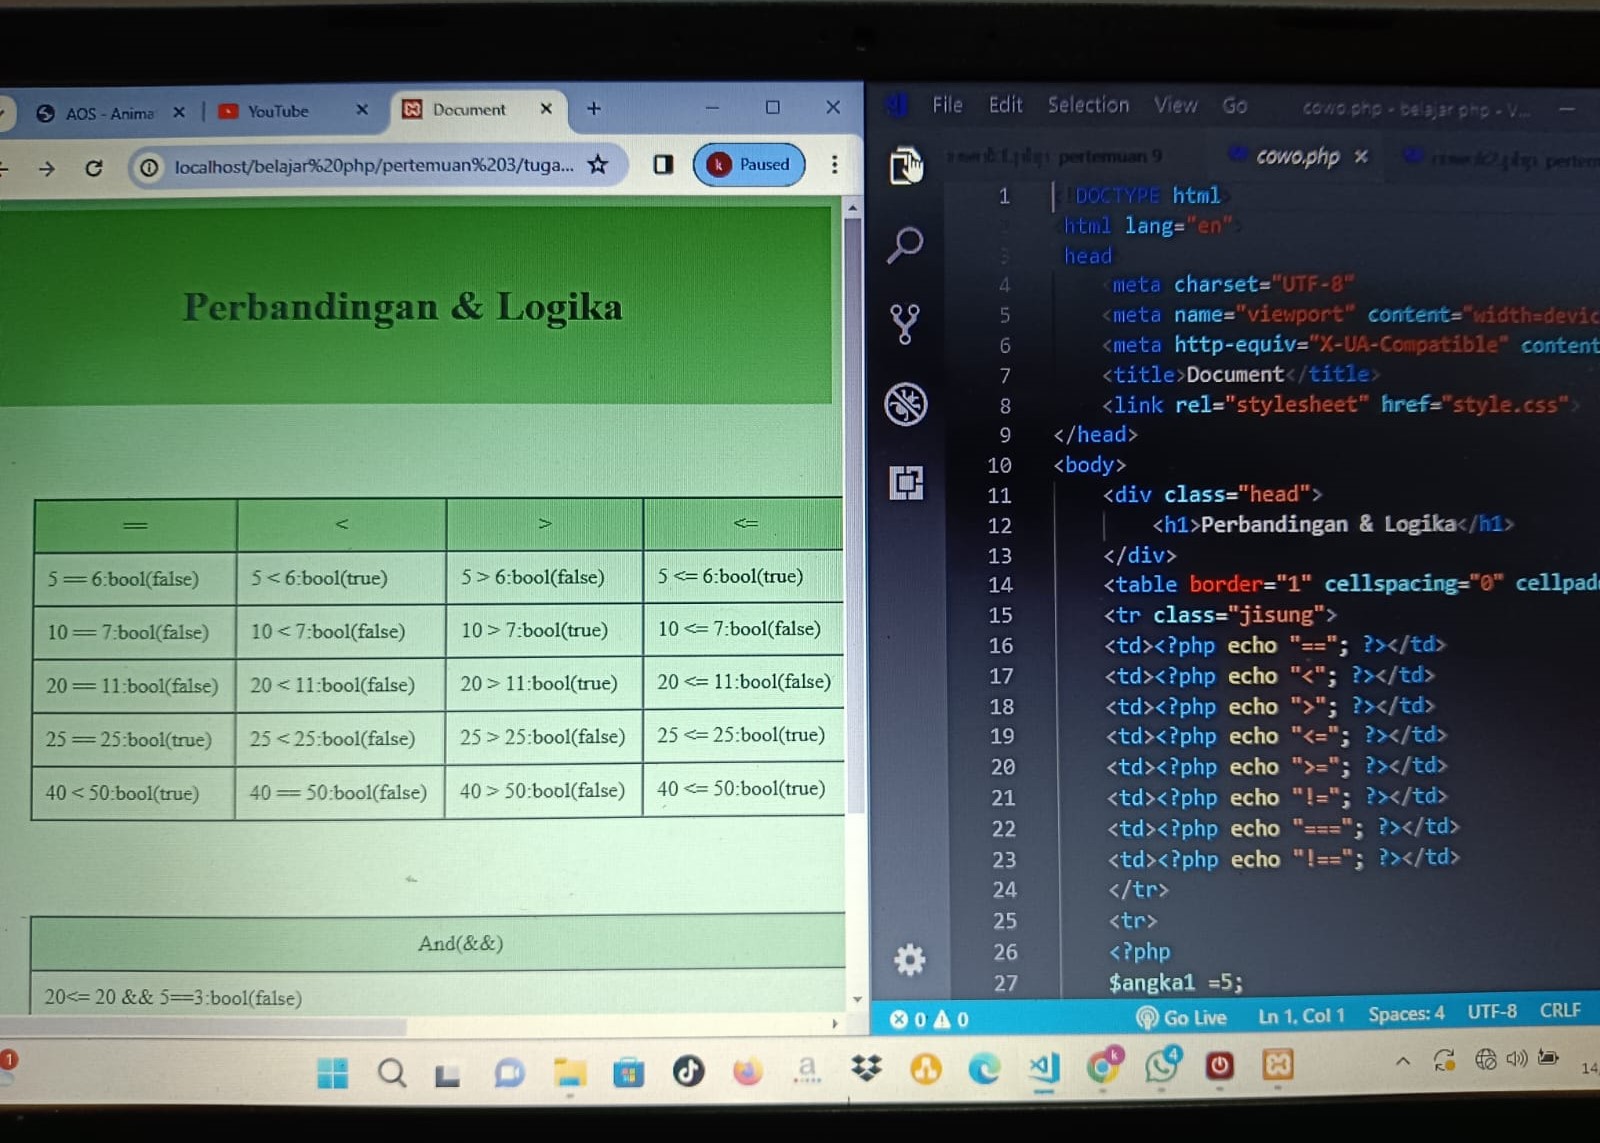 AOS - Anima
YouTube
Document
localhost/belajar%20php/pertemuan%203/tuga...
k Paused
Perbandingan & Logika
== < > <=
5 == 6:bool(false) 5 < 6:bool(true) 5 > 6:bool(false) 5 <= 6:bool(true)
10 == 7:bool(false) 10 < 7:bool(false) 10 > 7:bool(true) 10 <= 7:bool(false)
20 == 11:bool(false) 20 < 11:bool(false) 20 > 11:bool(true) 20 <= 11:bool(false)
25 == 25:bool(true) 25 < 25:bool(false) 25 > 25:bool(false) 25 <= 25:bool(true)
40 < 50:bool(true) 40 == 50:bool(false) 40 > 50:bool(false) 40 <= 50:bool(true)
And(&&)
20<= 20 && 5==3:bool(false)
File Edit Selection View Go cowo.php - belajar php - V...
pertemuan 9 cowo.php
1 DOCTYPE html
html lang="en"
3 head
4 meta charset="UTF-8"
5 <meta name="viewport" content="width=devic
6 <meta http-equiv="X-UA-Compatible" content
7 <title>Document</title>
8 <link rel="stylesheet" href="style.css">
9 </head>
10 <body>
11 <div class="head">
12 <h1>Perbandingan & Logika</h1>
13 </div>
14 <table border="1" cellspacing="0" cellpad
15 <tr class="jisung">
16 <td><?php echo "=="; ?></td>
17 <td><?php echo "<"; ?></td>
18 <td><?php echo ">"; ?></td>
19 <td><?php echo "<="; ?></td>
20 <td><?php echo ">="; ?></td>
21 <td><?php echo "!="; ?></td>
22 <td><?php echo "==="; ?></td>
23 <td><?php echo "!=="; ?></td>
24 </tr>
25 <tr>
26 <?php
27 $angka1 =5;
0 0 Go Live Ln 1, Col 1 Spaces: 4 UTF-8 CRLF
1
a
k
4
14